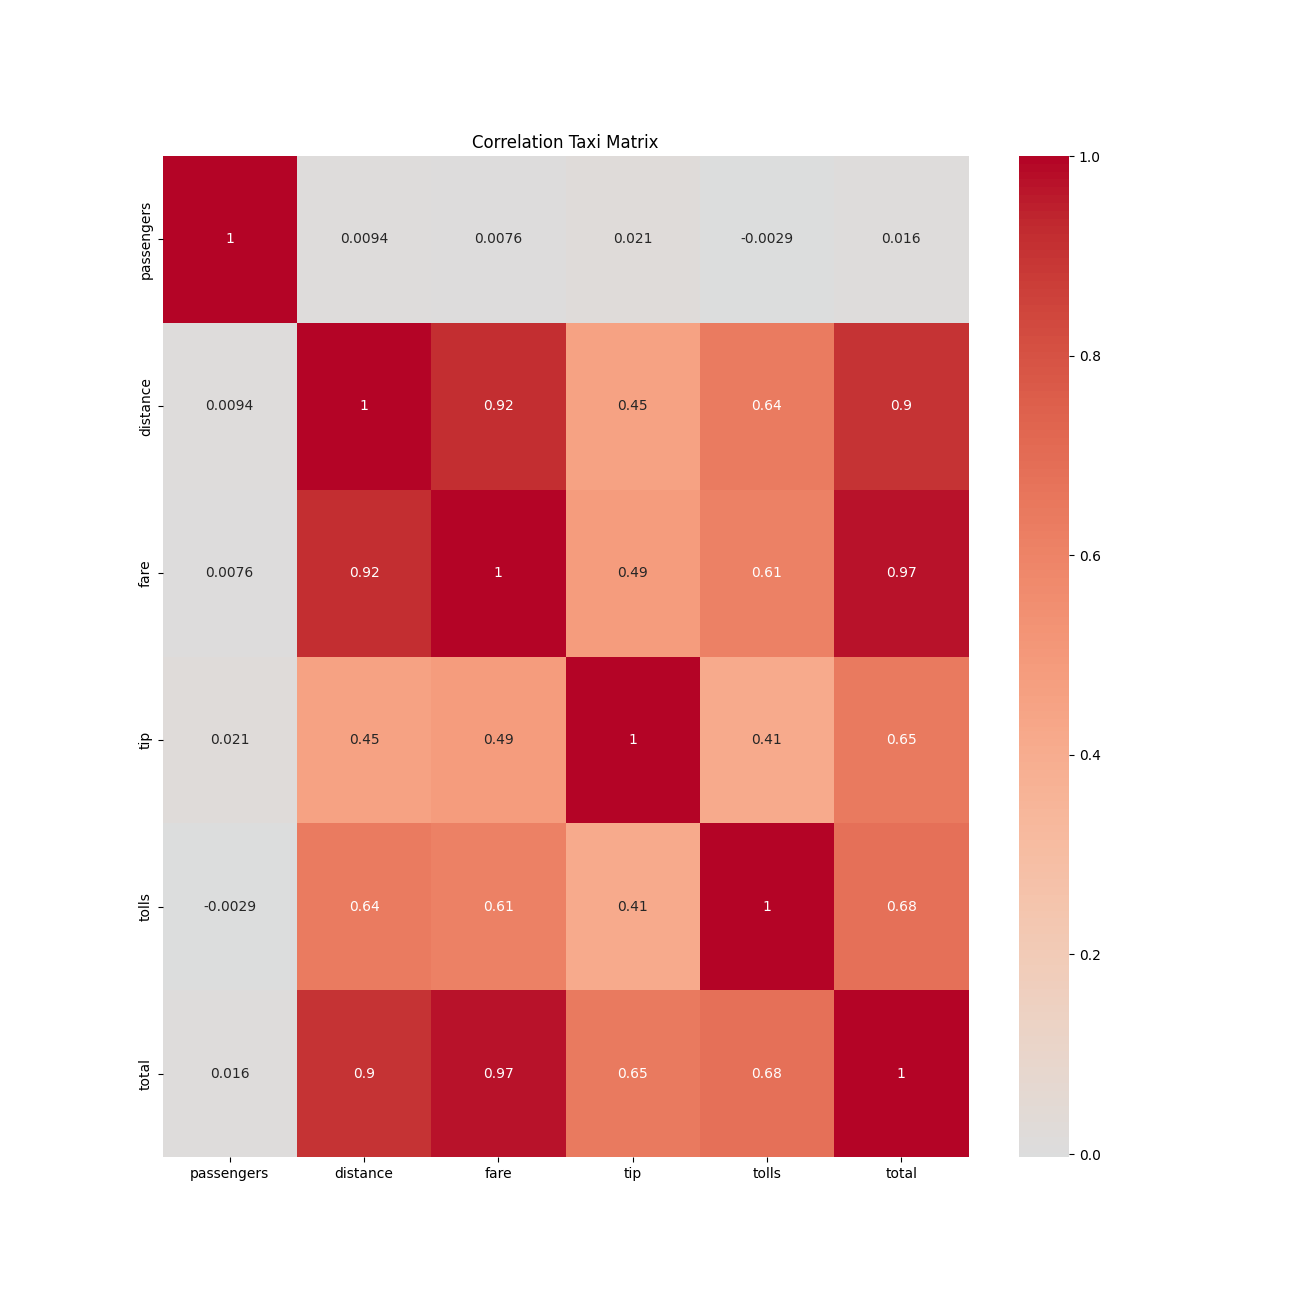 Correlation Taxi Matrix
passengers 1 0.0094 0.0076 0.021 -0.0029 0.016
distance 0.0094 1 0.92 0.45 0.64 0.9
fare 0.0076 0.92 1 0.49 0.61 0.97
tip 0.021 0.45 0.49 1 0.41 0.65
tolls -0.0029 0.64 0.61 0.41 1 0.68
total 0.016 0.9 0.97 0.65 0.68 1
passengers distance fare tip tolls total
1.0
0.8
0.6
0.4
0.2
0.0